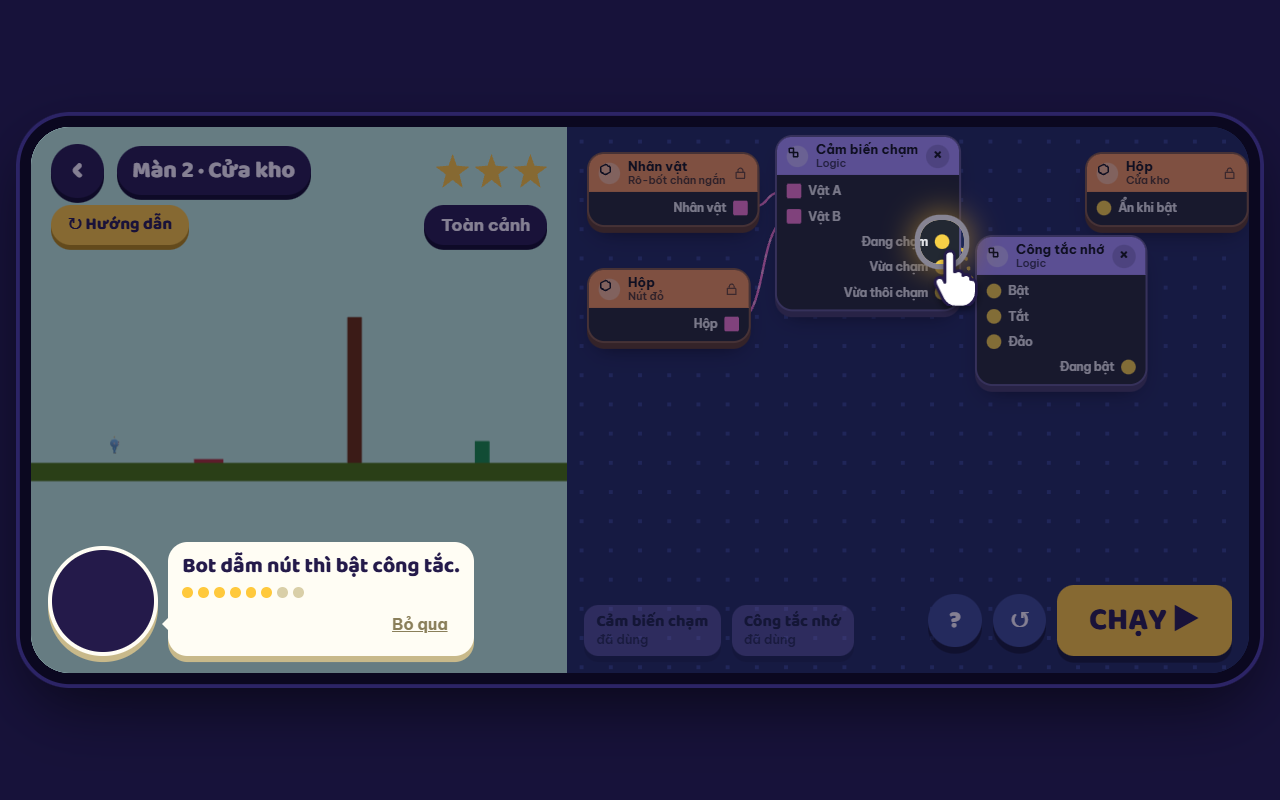 Màn 2 · Cửa kho
↻ Hướng dẫn
Toàn cảnh
Bot dẫm nút thì bật công tắc.
Bỏ qua
Nhân vật
Rô-bốt chân ngắn
Nhân vật
Hộp
Nút đỏ
Hộp
Cảm biến chạm
Logic
×
Vật A
Vật B
Đang chạm
Vừa chạm
Vừa thôi chạm
Công tắc nhớ
Logic
×
Bật
Tắt
Đảo
Đang bật
Hộp
Cửa kho
Ẩn khi bật
Cảm biến chạm
đã dùng
Công tắc nhớ
đã dùng
?
↺
CHẠY